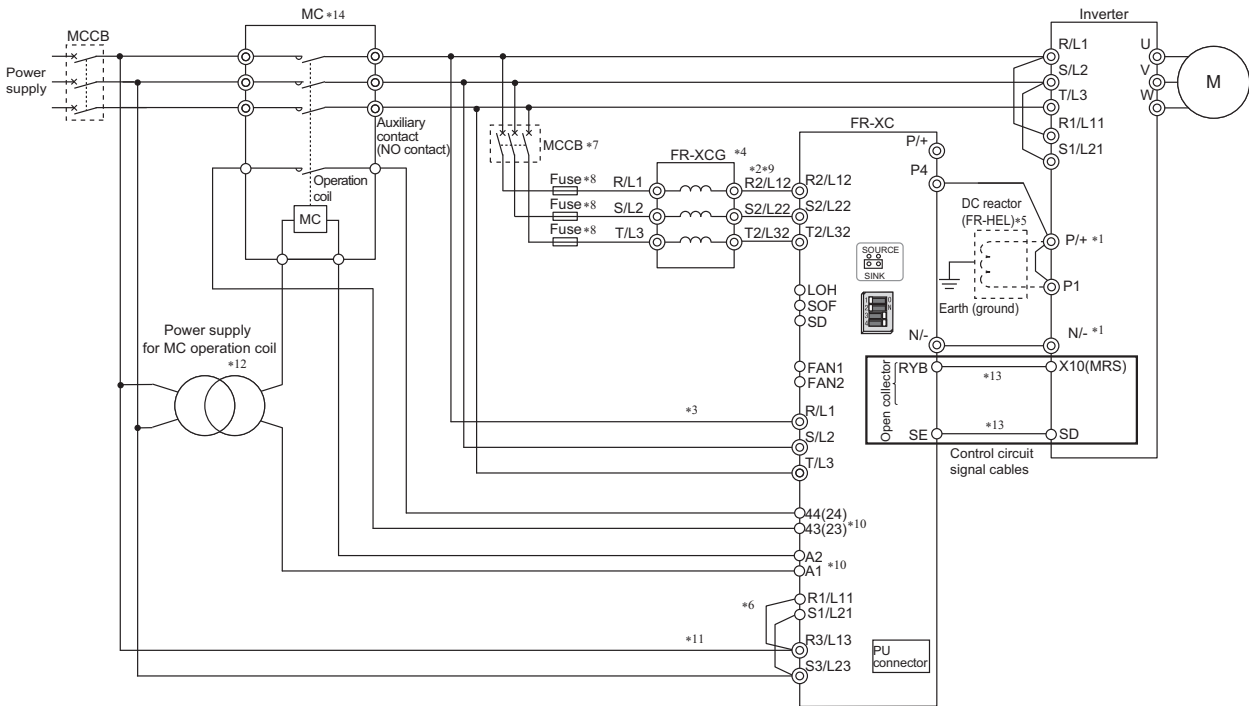 MC *14
Inverter
MCCB
R/L1
U
Power
supply
S/L2
V
T/L3
W
M
Auxiliary
contact
(NO contact)
FR-XC
R1/L11
P/+
MCCB *7
S1/L21
FR-XCG *4
P4
*2*9
Operation
coil
Fuse *8
R/L1
R2/L12
R2/L12
DC reactor
(FR-HEL)*5
MC
Fuse *8
S/L2
S2/L22
S2/L22
Fuse *8
T/L3
T2/L32
T2/L32
P/+ *1
SOURCE
SINK
P1
LOH
SOF
SD
1
2
3
4
O
N
Earth (ground)
Power supply
for MC operation coil
*12
N/-
N/- *1
FAN1
FAN2
Open collector
RYB
*13
X10(MRS)
*3
R/L1
S/L2
SE
*13
SD
T/L3
Control circuit
signal cables
44(24)
43(23) *10
A2
A1 *10
*6
R1/L11
S1/L21
*11
R3/L13
S3/L23
PU
connector